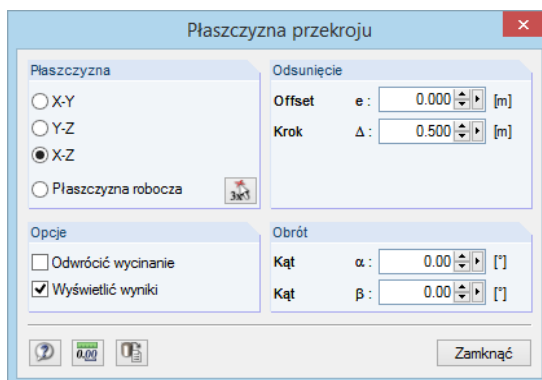 Płaszczyzna przekroju
Płaszczyzna
X-Y
Y-Z
X-Z
Płaszczyzna robocza
Odsunięcie
Offset e : 0.000 [m]
Krok Δ : 0.500 [m]
Opcje
Odwrócić wycinanie
Wyświetlić wyniki
Obrót
Kąt α : 0.00 [°]
Kąt β : 0.00 [°]
0.00
Zamknąć